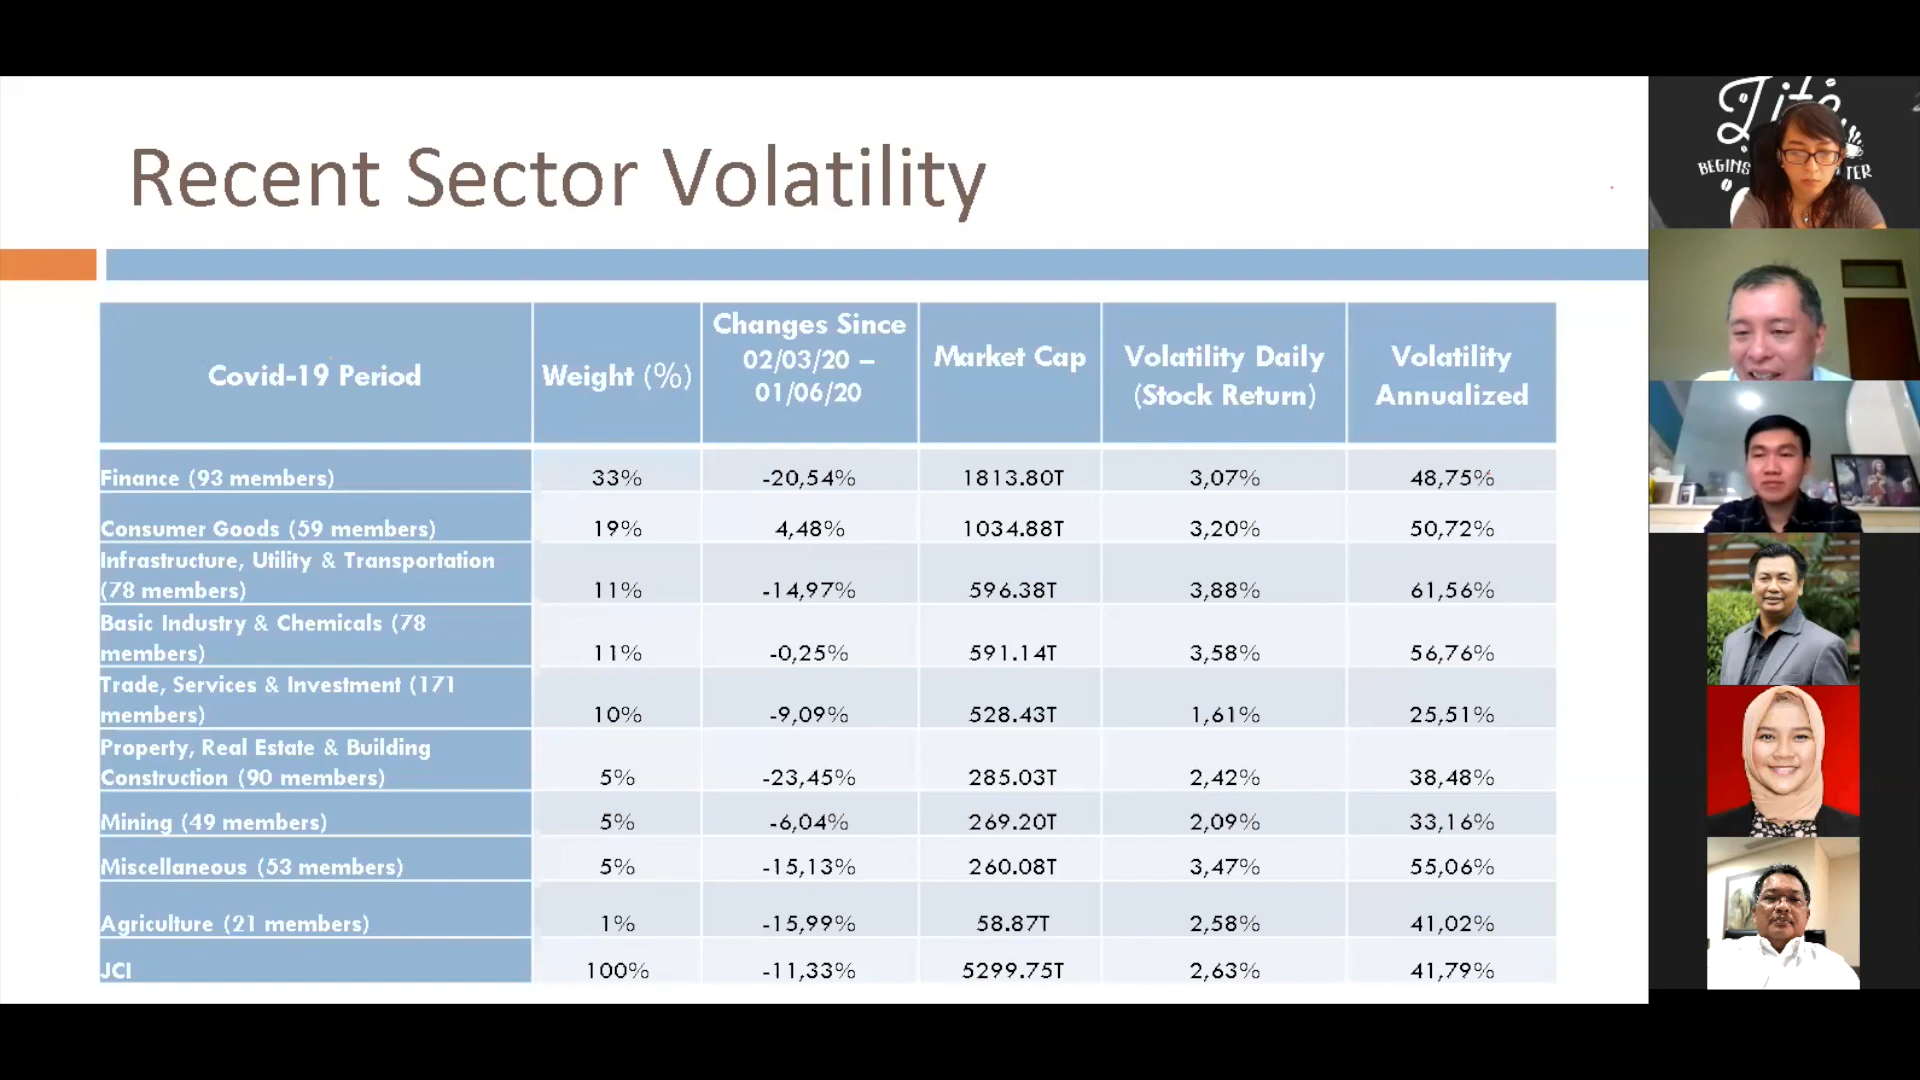 Recent Sector Volatility
Covid-19 Period
Weight (%)
Changes Since
02/03/20 –
01/06/20
Market Cap
Volatility Daily
(Stock Return)
Volatility
Annualized
Finance (93 members)
33%
-20,54%
1813.80T
3,07%
48,75%
Consumer Goods (59 members)
19%
4,48%
1034.88T
3,20%
50,72%
Infrastructure, Utility & Transportation
(78 members)
11%
-14,97%
596.38T
3,88%
61,56%
Basic Industry & Chemicals (78
members)
11%
-0,25%
591.14T
3,58%
56,76%
Trade, Services & Investment (171
members)
10%
-9,09%
528.43T
1,61%
25,51%
Property, Real Estate & Building
Construction (90 members)
5%
-23,45%
285.03T
2,42%
38,48%
Mining (49 members)
5%
-6,04%
269.20T
2,09%
33,16%
Miscellaneous (53 members)
5%
-15,13%
260.08T
3,47%
55,06%
Agriculture (21 members)
1%
-15,99%
58.87T
2,58%
41,02%
JCI
100%
-11,33%
5299.75T
2,63%
41,79%
Life
BEGINS